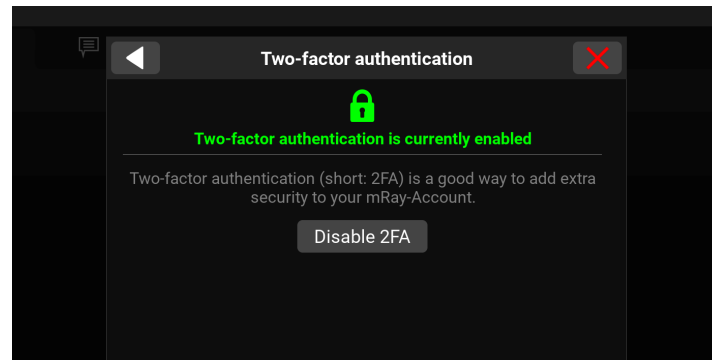 Two-factor authentication
Two-factor authentication is currently enabled
Two-factor authentication (short: 2FA) is a good way to add extra
security to your mRay-Account.
Disable 2FA